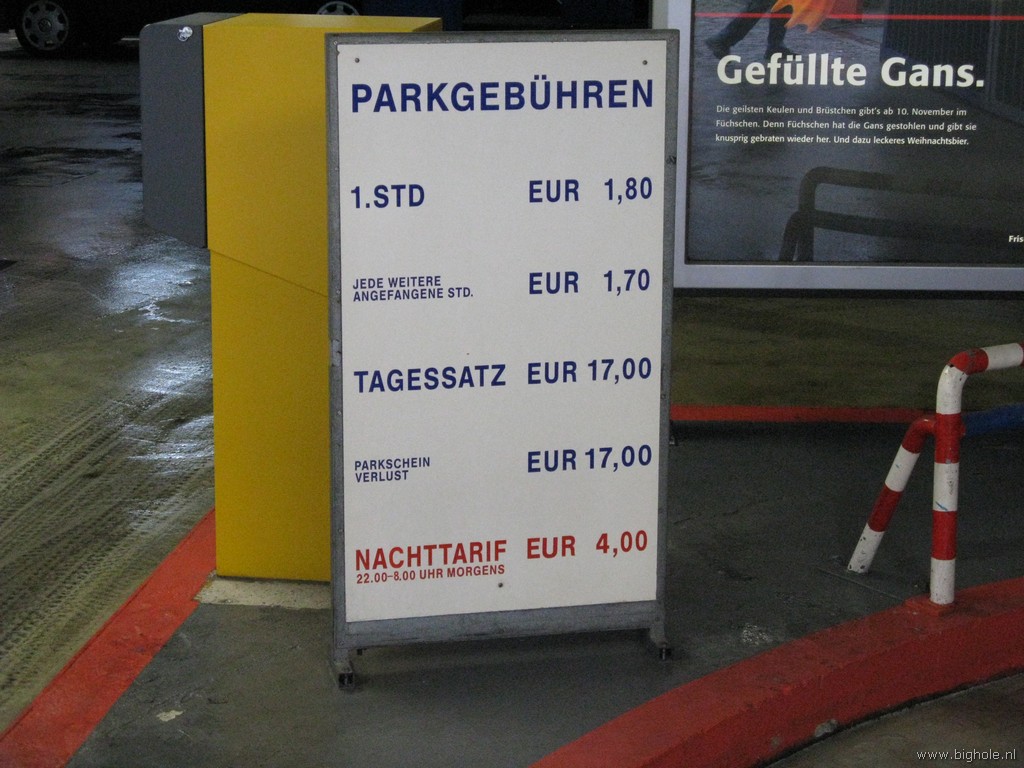 PARKGEBÜHREN
1.STD EUR 1,80
JEDE WEITERE
ANGEFANGENE STD. EUR 1,70
TAGESSATZ EUR 17,00
PARKSCHEIN
VERLUST EUR 17,00
NACHTTARIF EUR 4,00
22.00-8.00 UHR MORGENS
Gefüllte Gans.
Die geilsten Keulen und Brüstchen gibt's ab 10. November im
Füchschen. Denn Füchschen hat die Gans gestohlen und gibt sie
knusprig gebraten wieder her. Und dazu leckeres Weihnachtsbier.
Fris
www.bighole.nl